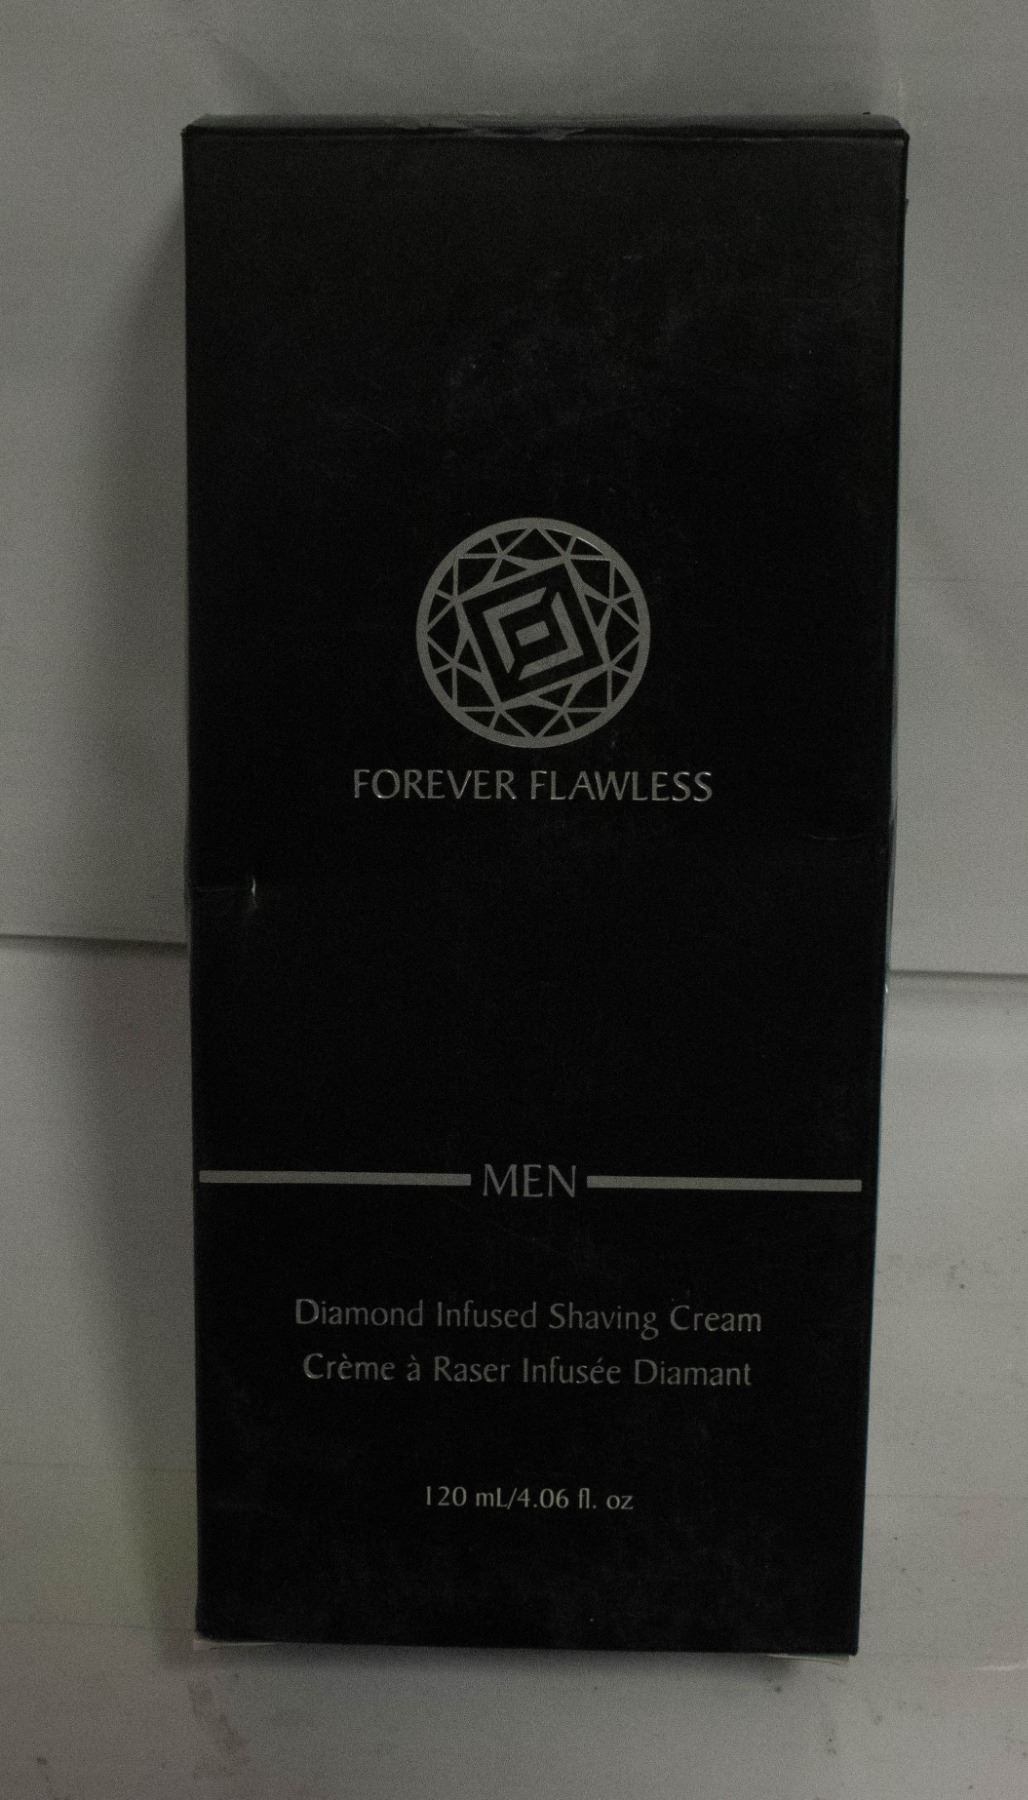 FOREVER FLAWLESS
MEN
Diamond Infused Shaving Cream
Crème à Raser Infusée Diamant
120 mL/4.06 fl. oz